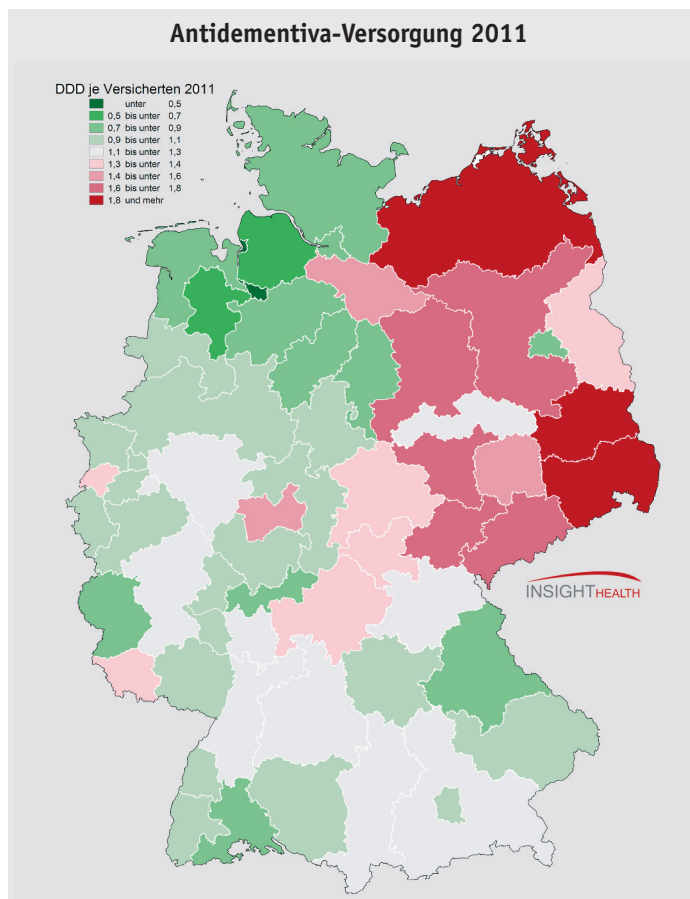 Antidementiva-Versorgung 2011
DDD je Versicherten 2011
unter 0,5
0,5 bis unter 0,7
0,7 bis unter 0,9
0,9 bis unter 1,1
1,1 bis unter 1,3
1,3 bis unter 1,4
1,4 bis unter 1,6
1,6 bis unter 1,8
1,8 und mehr
INSIGHT HEALTH